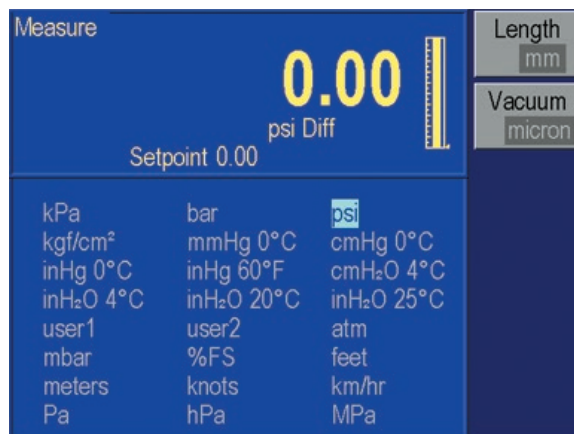 Measure
0.00
psi Diff
Setpoint 0.00
Length
mm
Vacuum
micron
kPa bar psi
kgf/cm² mmHg 0°C cmHg 0°C
inHg 0°C inHg 60°F cmH₂O 4°C
inH₂O 4°C inH₂O 20°C inH₂O 25°C
user1 user2 atm
mbar %FS feet
meters knots km/hr
Pa hPa MPa